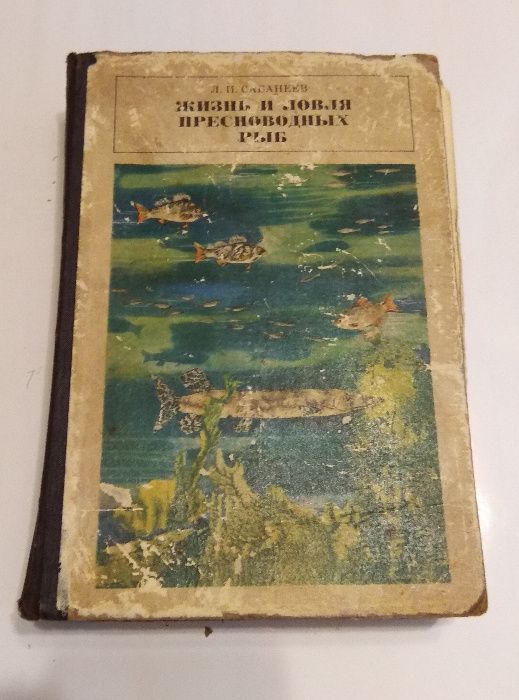 Л. П. САБАНЕЕВ
ЖИЗНЬ И ЛОВЛЯ
ПРЕСНОВОДНЫХ
РЫБ